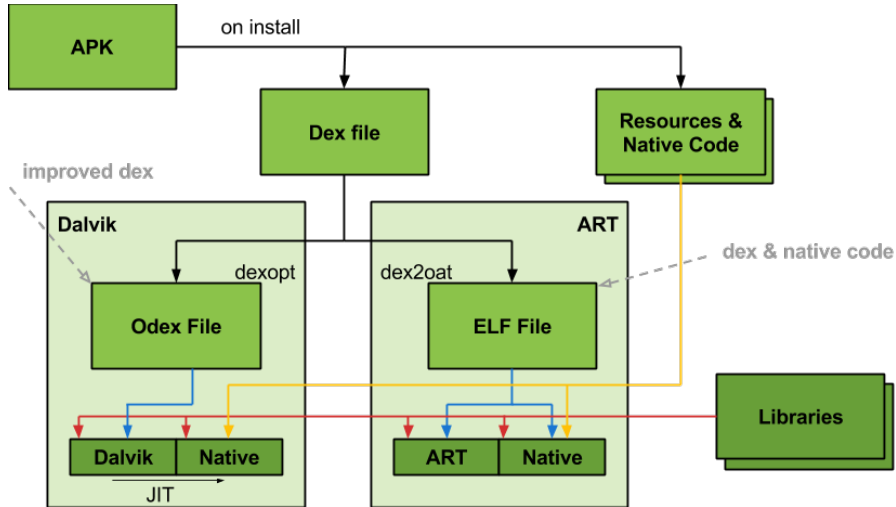 APK
on install
Dex file
Resources &
Native Code
improved dex
Dalvik
ART
dexopt
dex2oat
dex & native code
Odex File
ELF File
Libraries
Dalvik
Native
ART
Native
JIT